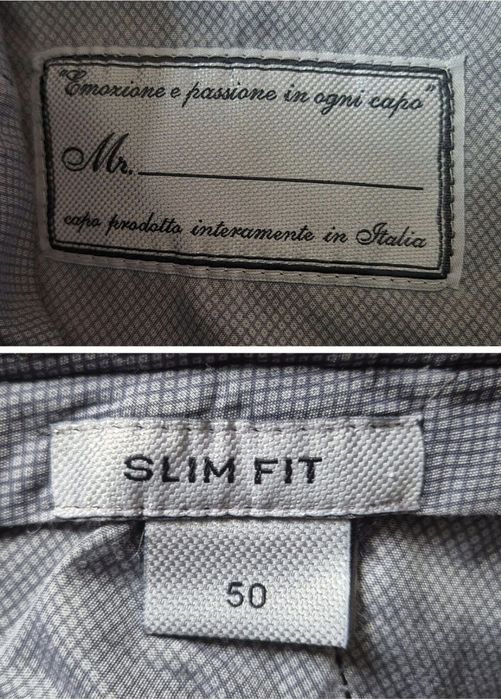 "Emozione e passione in ogni capo"
Mr.
capo prodotto interamente in Italia
SLIM FIT
50